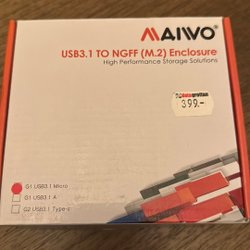 MAIWO®
USB3.1 TO NGFF (M.2) Enclosure
High Performance Storage Solutions
datagrottan
399.-
G1 USB3.1 Micro
G1 USB3.1 A
G2 USB3.1 Type-c